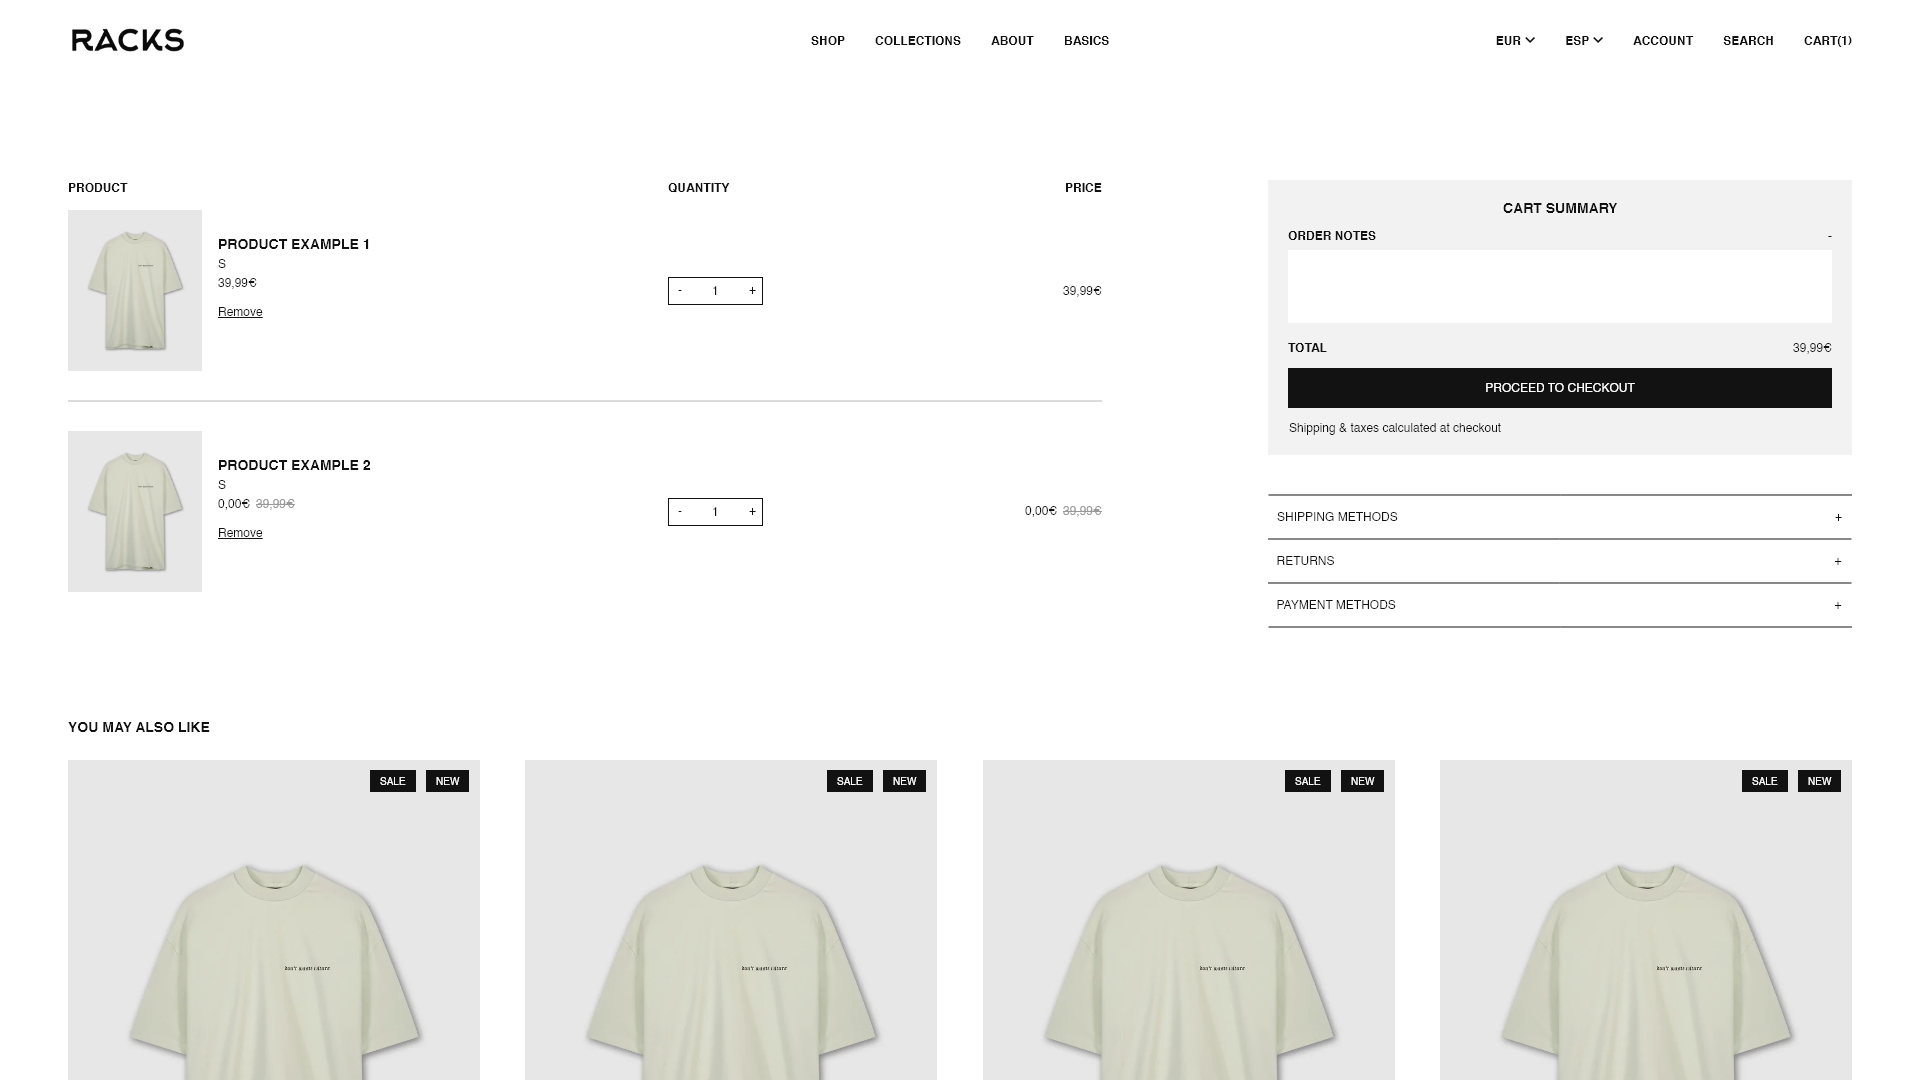 RACKS
SHOP COLLECTIONS ABOUT BASICS
EUR ESP ACCOUNT SEARCH CART(1)
PRODUCT QUANTITY PRICE
PRODUCT EXAMPLE 1
S
39,99€
Remove
- 1 +
39,99€
PRODUCT EXAMPLE 2
S
0,00€ 39,99€
Remove
- 1 +
0,00€ 39,99€
CART SUMMARY
ORDER NOTES -
TOTAL 39,99€
PROCEED TO CHECKOUT
Shipping & taxes calculated at checkout
SHIPPING METHODS +
RETURNS +
PAYMENT METHODS +
YOU MAY ALSO LIKE
SALE NEW
SALE NEW
SALE NEW
SALE NEW